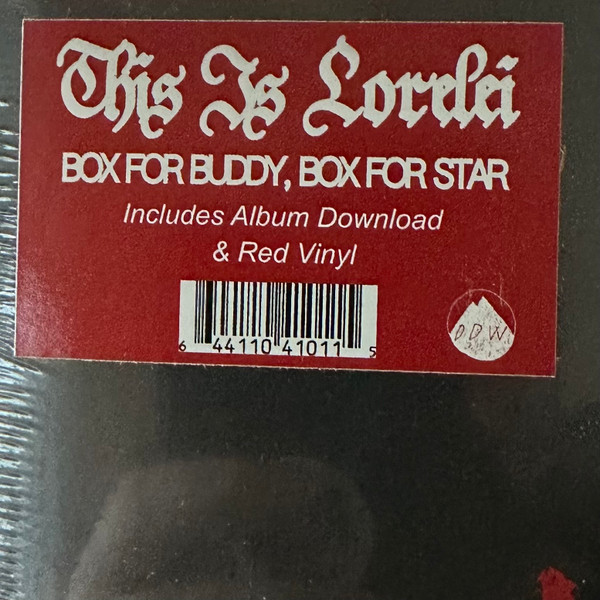 This Is Lorelei
BOX FOR BUDDY, BOX FOR STAR
Includes Album Download
& Red Vinyl
6 44110 41011 5
DDW